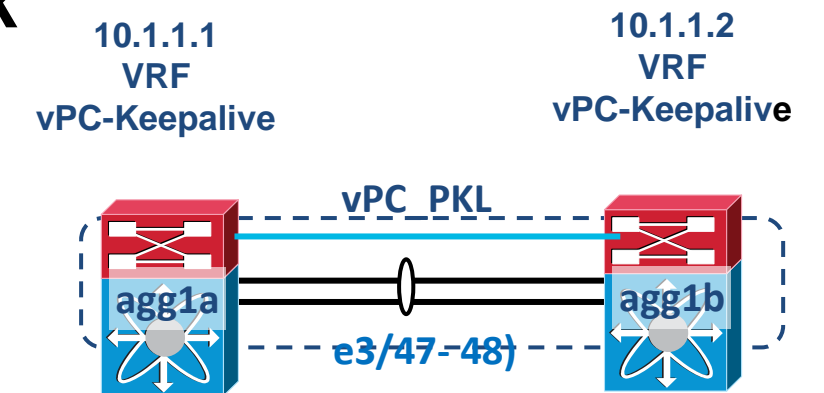 10.1.1.1
VRF
vPC-Keepalive
10.1.1.2
VRF
vPC-Keepalive
vPC_PKL
agg1a
agg1b
e3/47- 48)